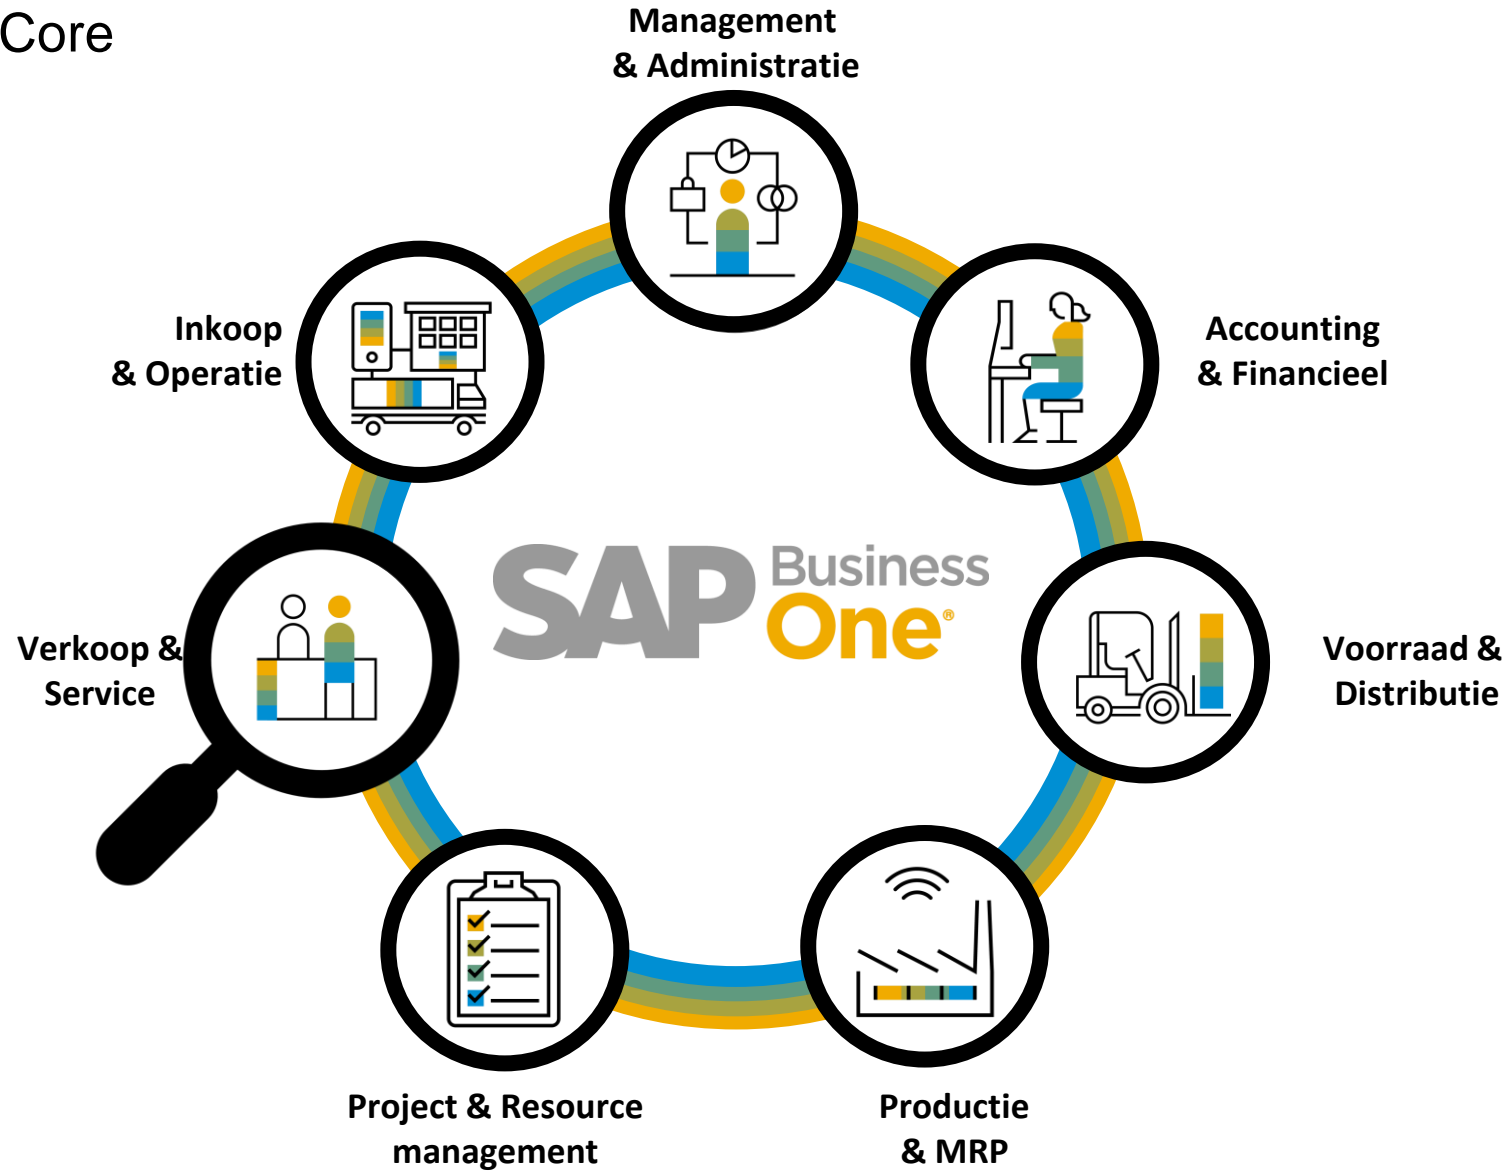 Core
Management
& Administratie
Inkoop
& Operatie
Accounting
& Financieel
SAP Business
One®
Verkoop &
Service
Voorraad &
Distributie
Project & Resource
management
Productie
& MRP